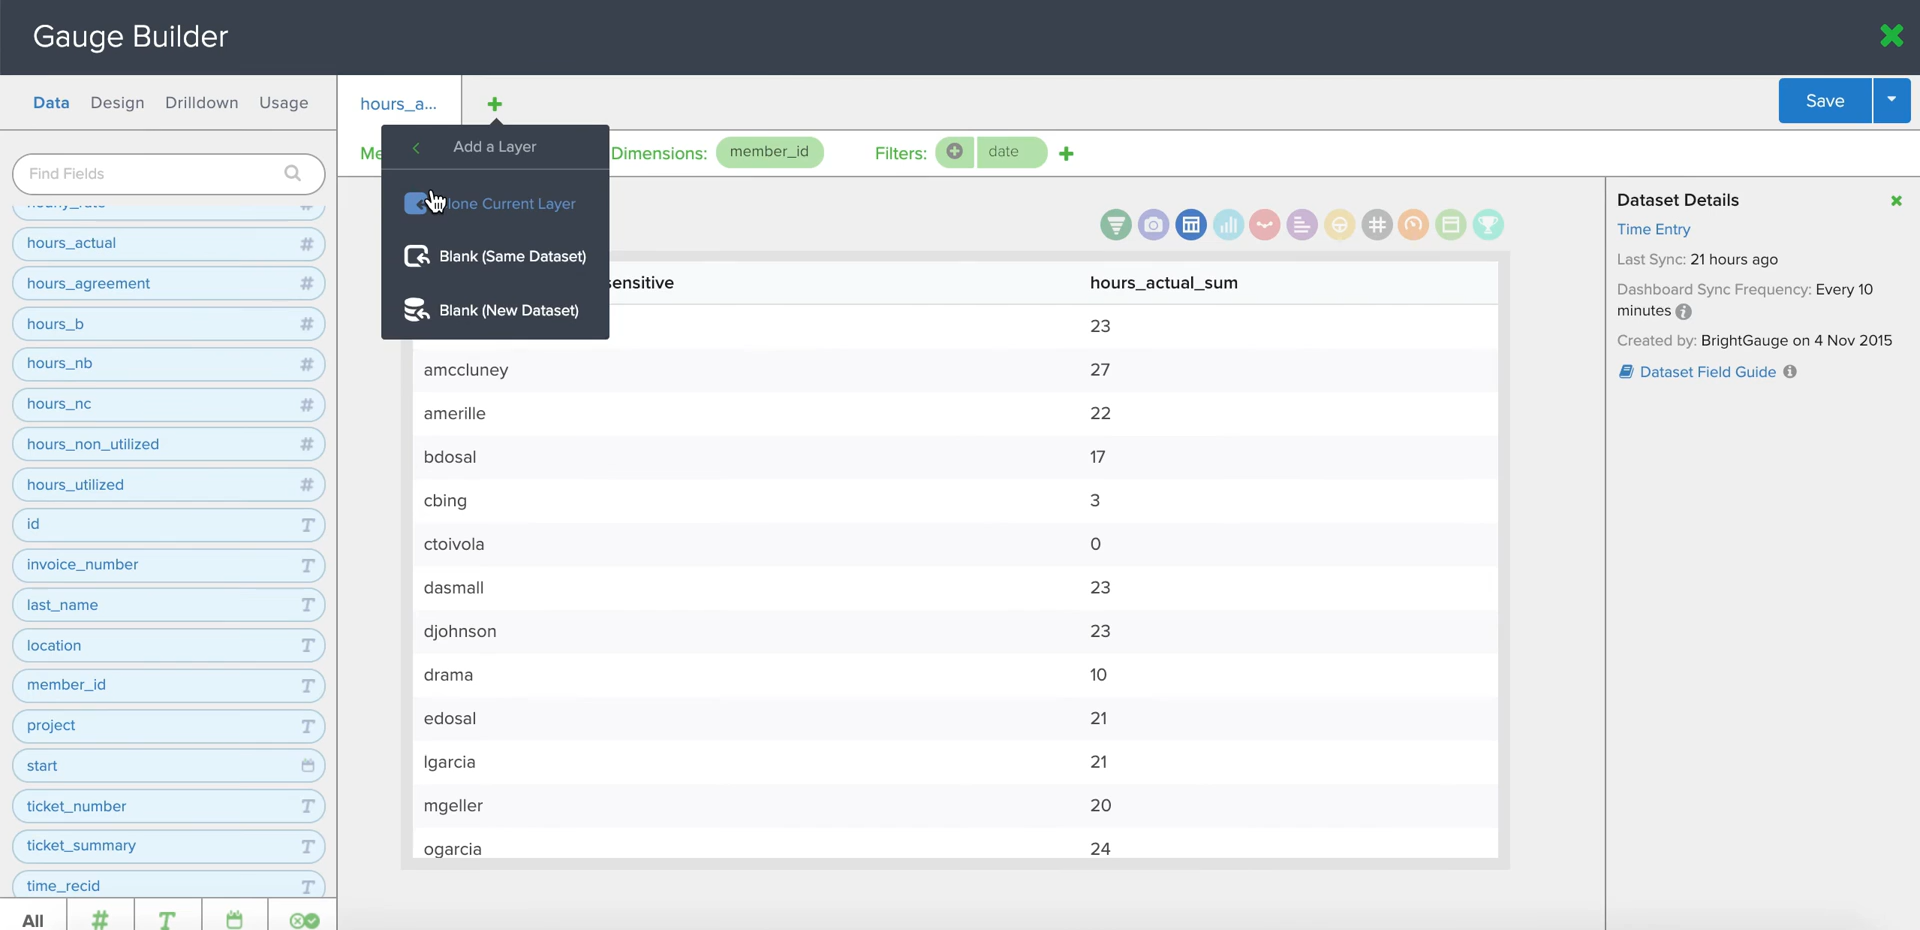 Gauge Builder
Data Design Drilldown Usage
hours_a...
Save
Find Fields
hours_actual
hours_agreement
hours_b
hours_nb
hours_nc
hours_non_utilized
hours_utilized
id
invoice_number
last_name
location
member_id
project
start
ticket_number
ticket_summary
time_recid
All
Me
Dimensions: member_id
Filters: date
Add a Layer
lone Current Layer
Blank (Same Dataset)
Blank (New Dataset)
sensitive hours_actual_sum
23
amccluney 27
amerille 22
bdosal 17
cbing 3
ctoivola 0
dasmall 23
djohnson 23
drama 10
edosal 21
lgarcia 21
mgeller 20
ogarcia 24
Dataset Details
Time Entry
Last Sync: 21 hours ago
Dashboard Sync Frequency: Every 10
minutes
Created by: BrightGauge on 4 Nov 2015
Dataset Field Guide